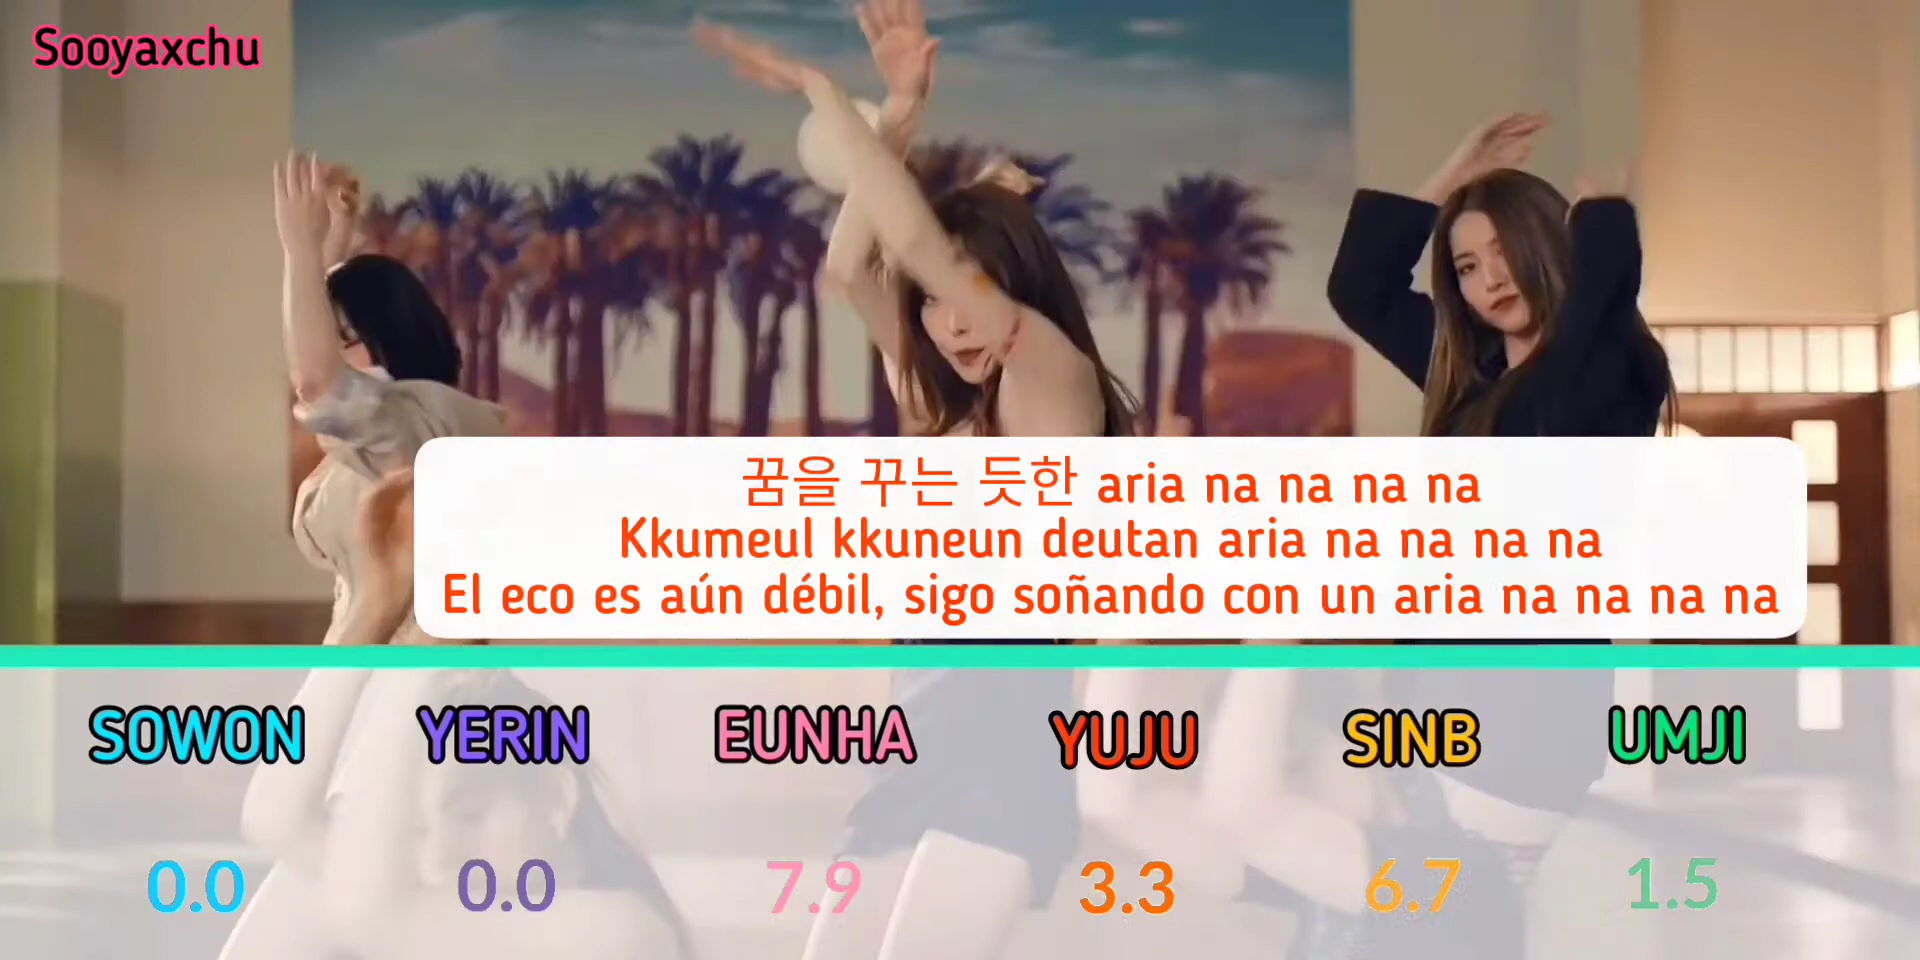 Sooyaxchu
꿈을 꾸는 듯한 aria na na na na
Kkumeul kkuneun deutan aria na na na na
El eco es aún débil, sigo soñando con un aria na na na na
SOWON YERIN EUNHA YUJU SINB UMJI
0.0 0.0 7.9 3.3 6.7 1.5